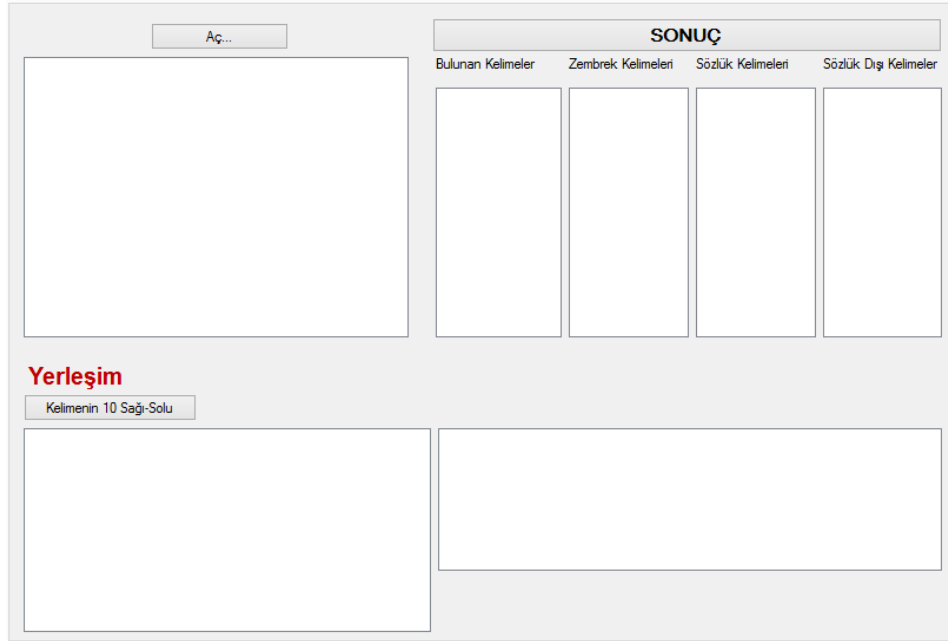 Aç...
SONUÇ
Bulunan Kelimeler
Zembrek Kelimeleri
Sözlük Kelimeleri
Sözlük Dışı Kelimeler
Yerleşim
Kelimenin 10 Sağı-Solu